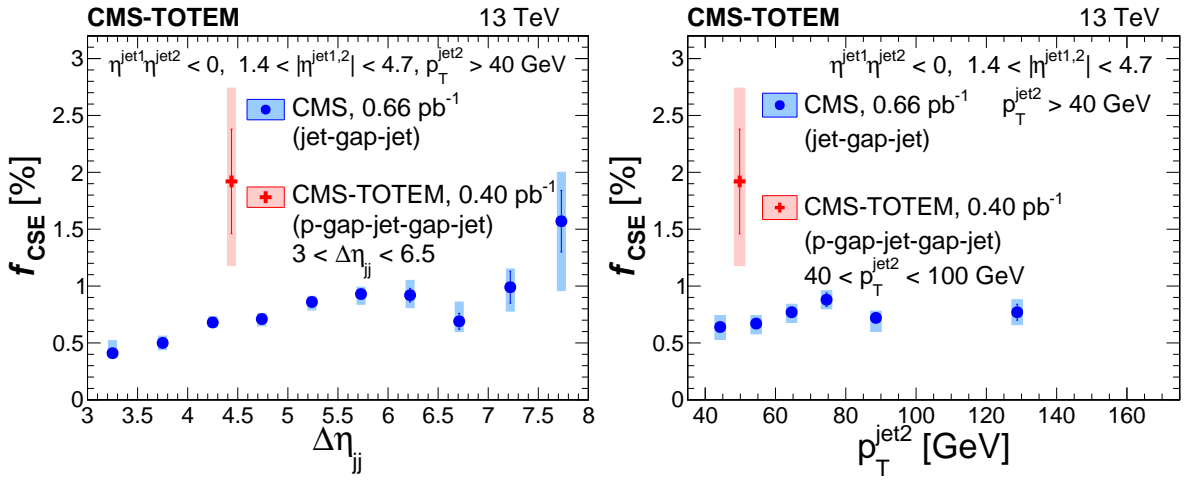 CMS-TOTEM 13 TeV
η^jet1 η^jet2 < 0, 1.4 < |η^jet1,2| < 4.7, p_T^jet2 > 40 GeV
CMS, 0.66 pb^-1
(jet-gap-jet)
CMS-TOTEM, 0.40 pb^-1
(p-gap-jet-gap-jet)
3 < Δη_jj < 6.5
f_CSE [%]
3
2.5
2
1.5
1
0.5
0
3 3.5 4 4.5 5 5.5 6 6.5 7 7.5 8
Δη_jj
CMS-TOTEM 13 TeV
η^jet1 η^jet2 < 0, 1.4 < |η^jet1,2| < 4.7
CMS, 0.66 pb^-1 p_T^jet2 > 40 GeV
(jet-gap-jet)
CMS-TOTEM, 0.40 pb^-1
(p-gap-jet-gap-jet)
40 < p_T^jet2 < 100 GeV
f_CSE [%]
3
2.5
2
1.5
1
0.5
0
40 60 80 100 120 140 160
p_T^jet2 [GeV]